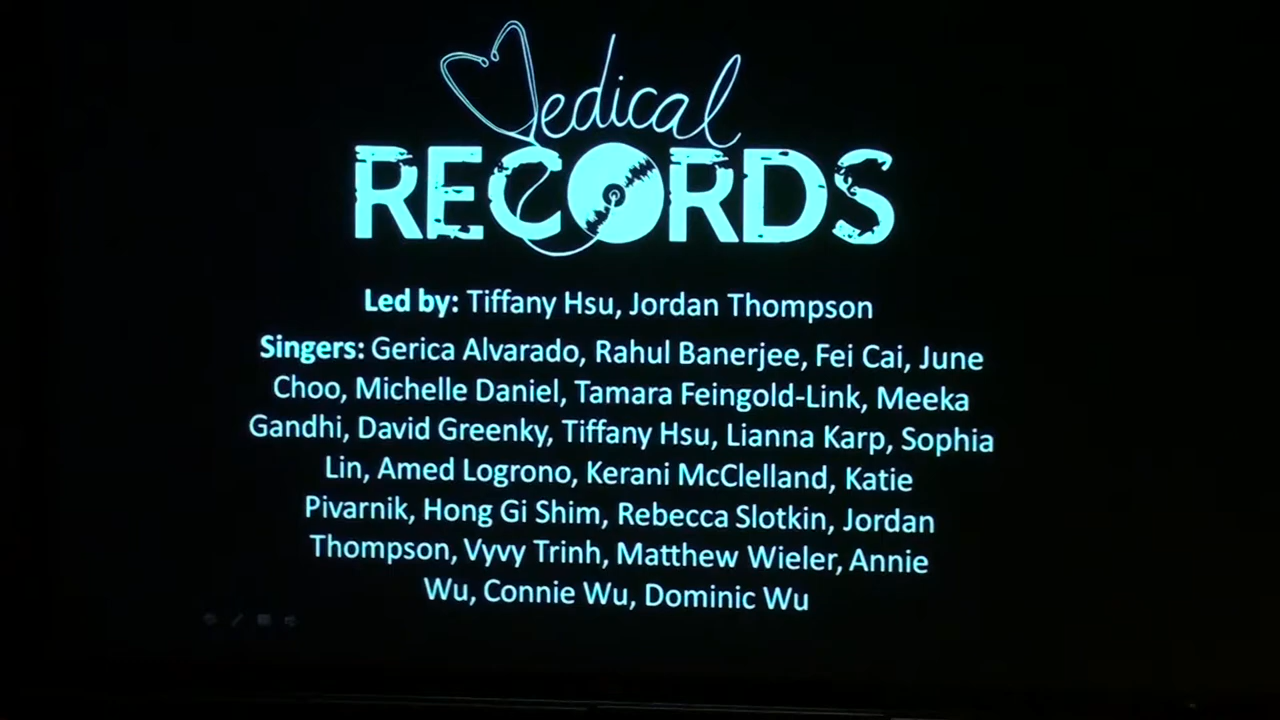 Medical
RECORDS
Led by: Tiffany Hsu, Jordan Thompson
Singers: Gerica Alvarado, Rahul Banerjee, Fei Cai, June
Choo, Michelle Daniel, Tamara Feingold-Link, Meeka
Gandhi, David Greenky, Tiffany Hsu, Lianna Karp, Sophia
Lin, Amed Logrono, Kerani McClelland, Katie
Pivarnik, Hong Gi Shim, Rebecca Slotkin, Jordan
Thompson, Vyvy Trinh, Matthew Wieler, Annie
Wu, Connie Wu, Dominic Wu